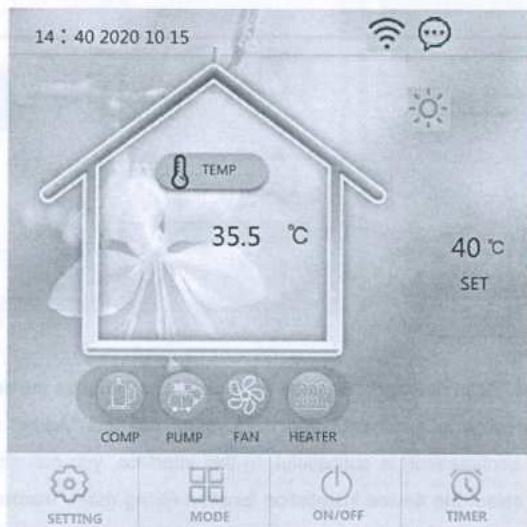 14：40 2020 10 15
TEMP
35.5 ℃
40 ℃
SET
COMP PUMP FAN HEATER
SETTING MODE ON/OFF TIMER